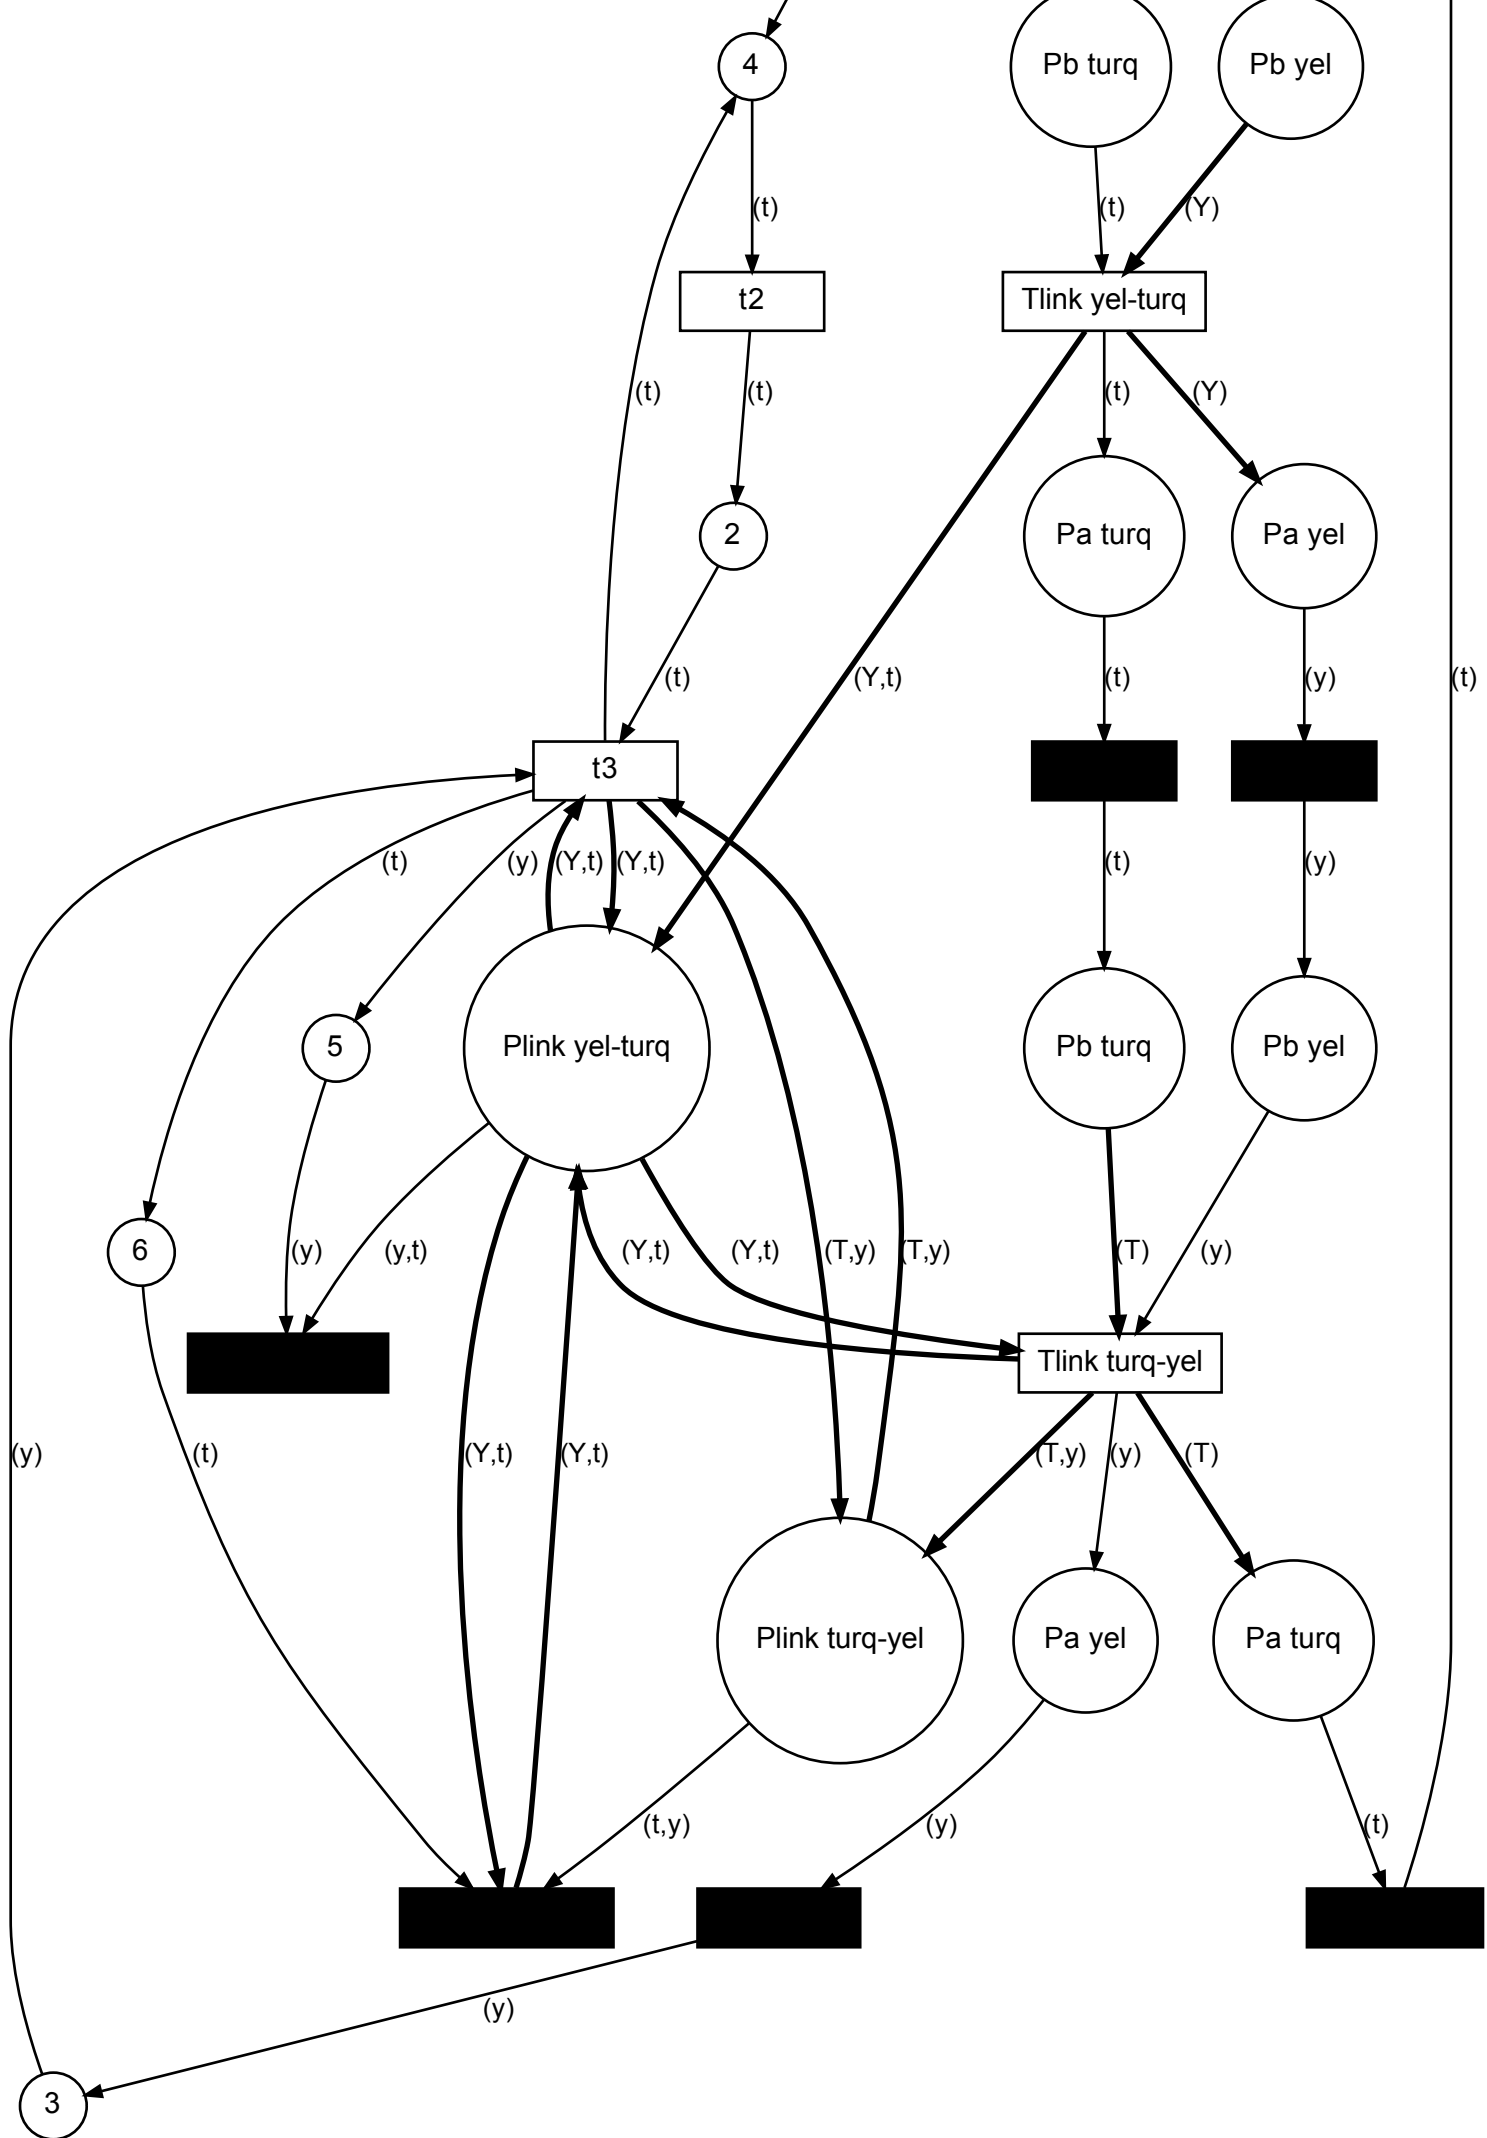 4
Pb turq
Pb yel
(t)
(t)
(Y)
t2
Tlink yel-turq
(t)
(t)
(t)
(Y)
2
Pa turq
Pa yel
(t)
(Y,t)
(t)
(y)
(t)
t3
(t)
(y)
(Y,t)
(Y,t)
(t)
(y)
5
Plink yel-turq
Pb turq
Pb yel
6
(y)
(y,t)
(Y,t)
(Y,t)
(T,y)
(T,y)
(T)
(y)
Tlink turq-yel
(y)
(t)
(Y,t)
(Y,t)
(T,y)
(y)
(T)
Plink turq-yel
Pa yel
Pa turq
(t,y)
(y)
(t)
(y)
3